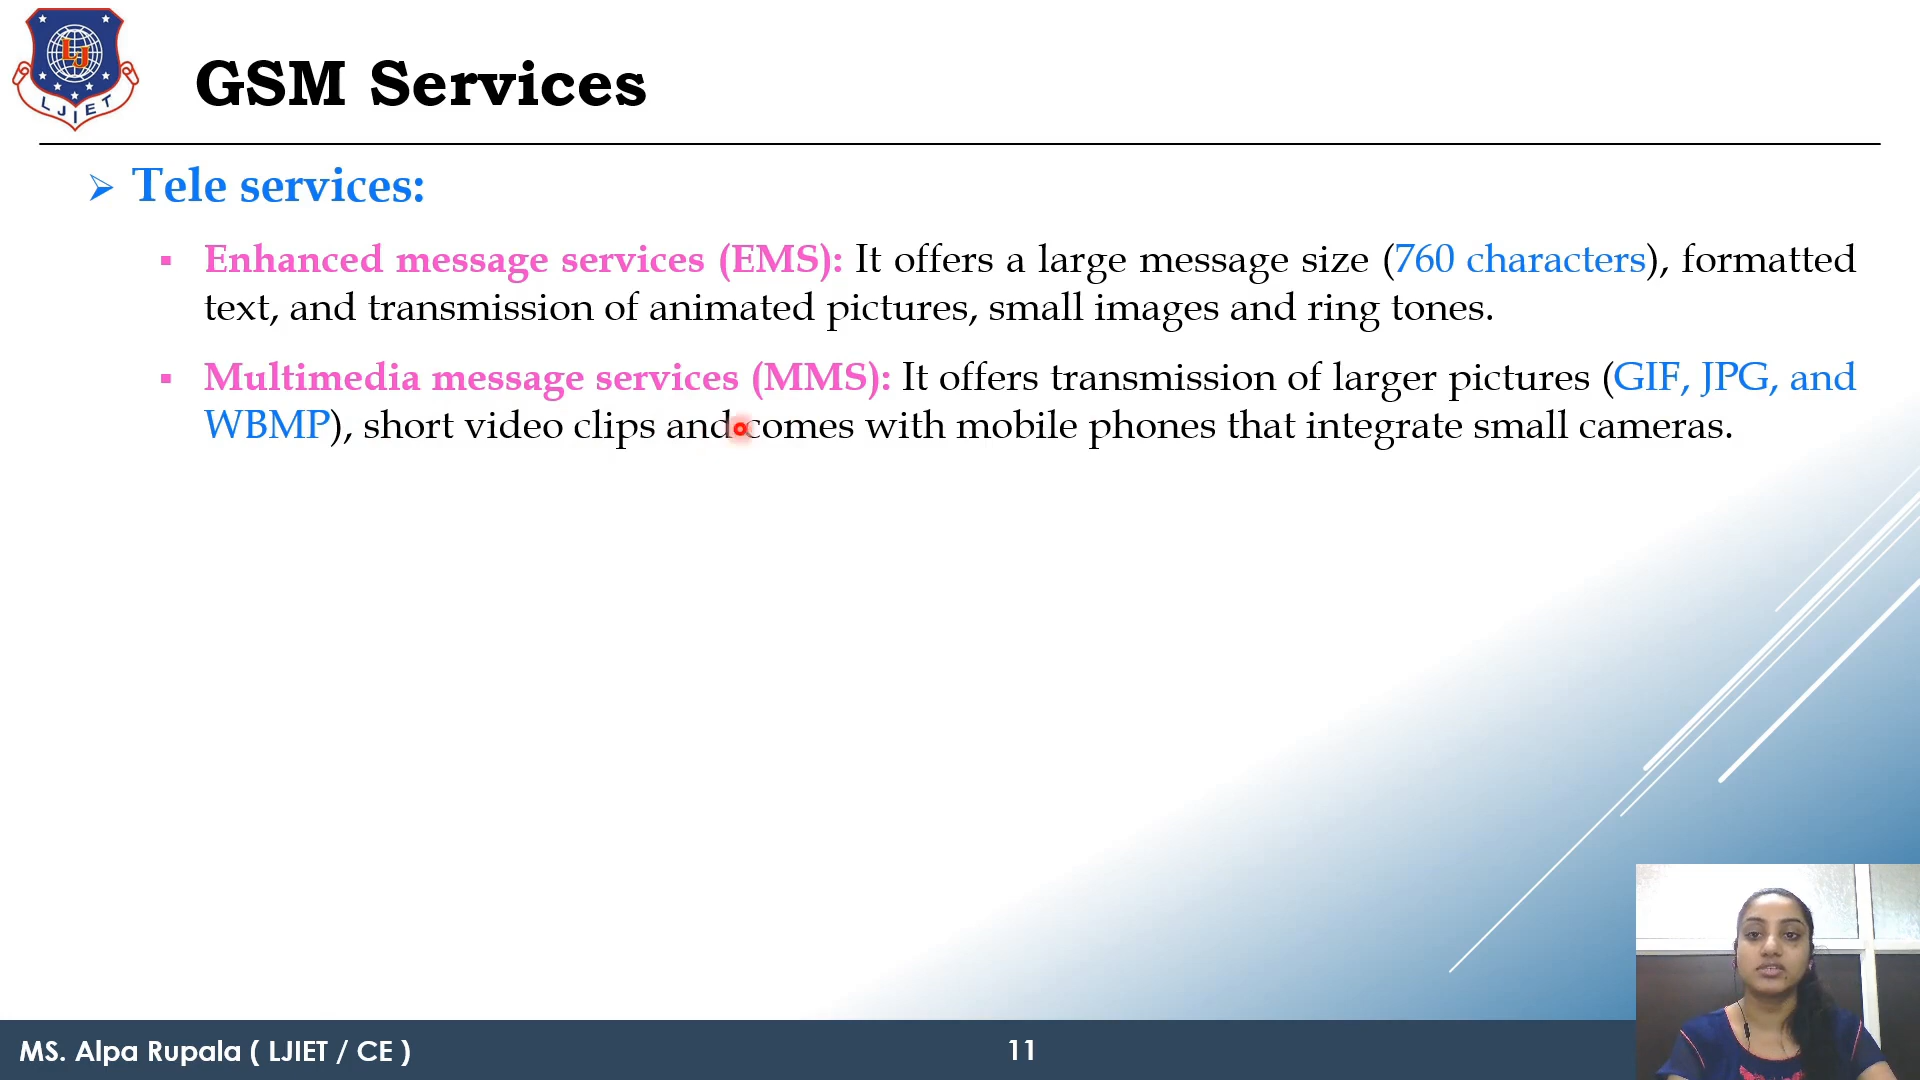 LJ
LJIET
GSM Services
Tele services:
Enhanced message services (EMS): It offers a large message size (760 characters), formatted
text, and transmission of animated pictures, small images and ring tones.
Multimedia message services (MMS): It offers transmission of larger pictures (GIF, JPG, and
WBMP), short video clips and comes with mobile phones that integrate small cameras.
MS. Alpa Rupala ( LJIET / CE )
11